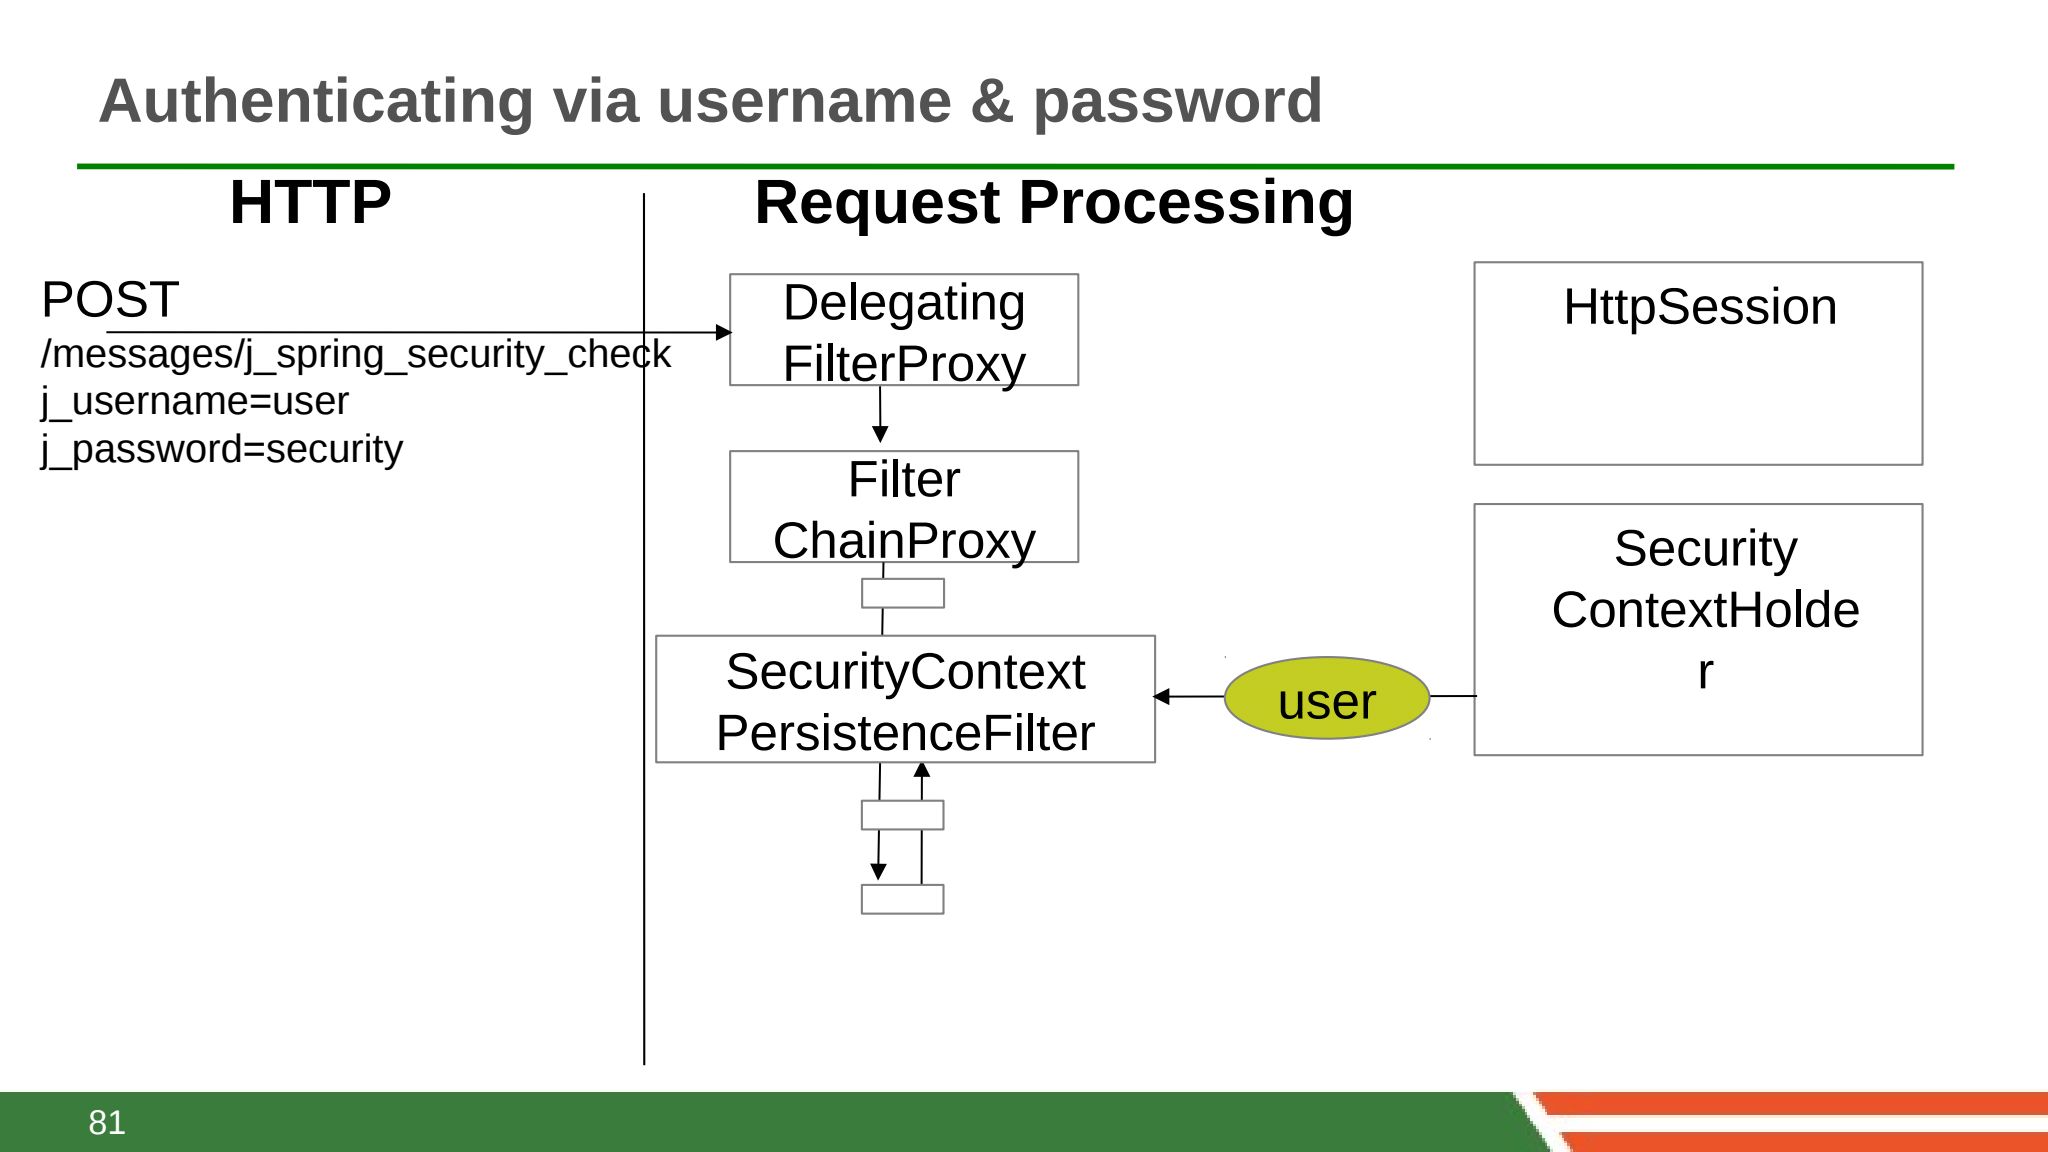 Authenticating via username & password
HTTP
Request Processing
POST
/messages/j_spring_security_check
j_username=user
j_password=security
Delegating
FilterProxy
HttpSession
Filter
ChainProxy
Security
ContextHolde
r
SecurityContext
PersistenceFilter
user
81